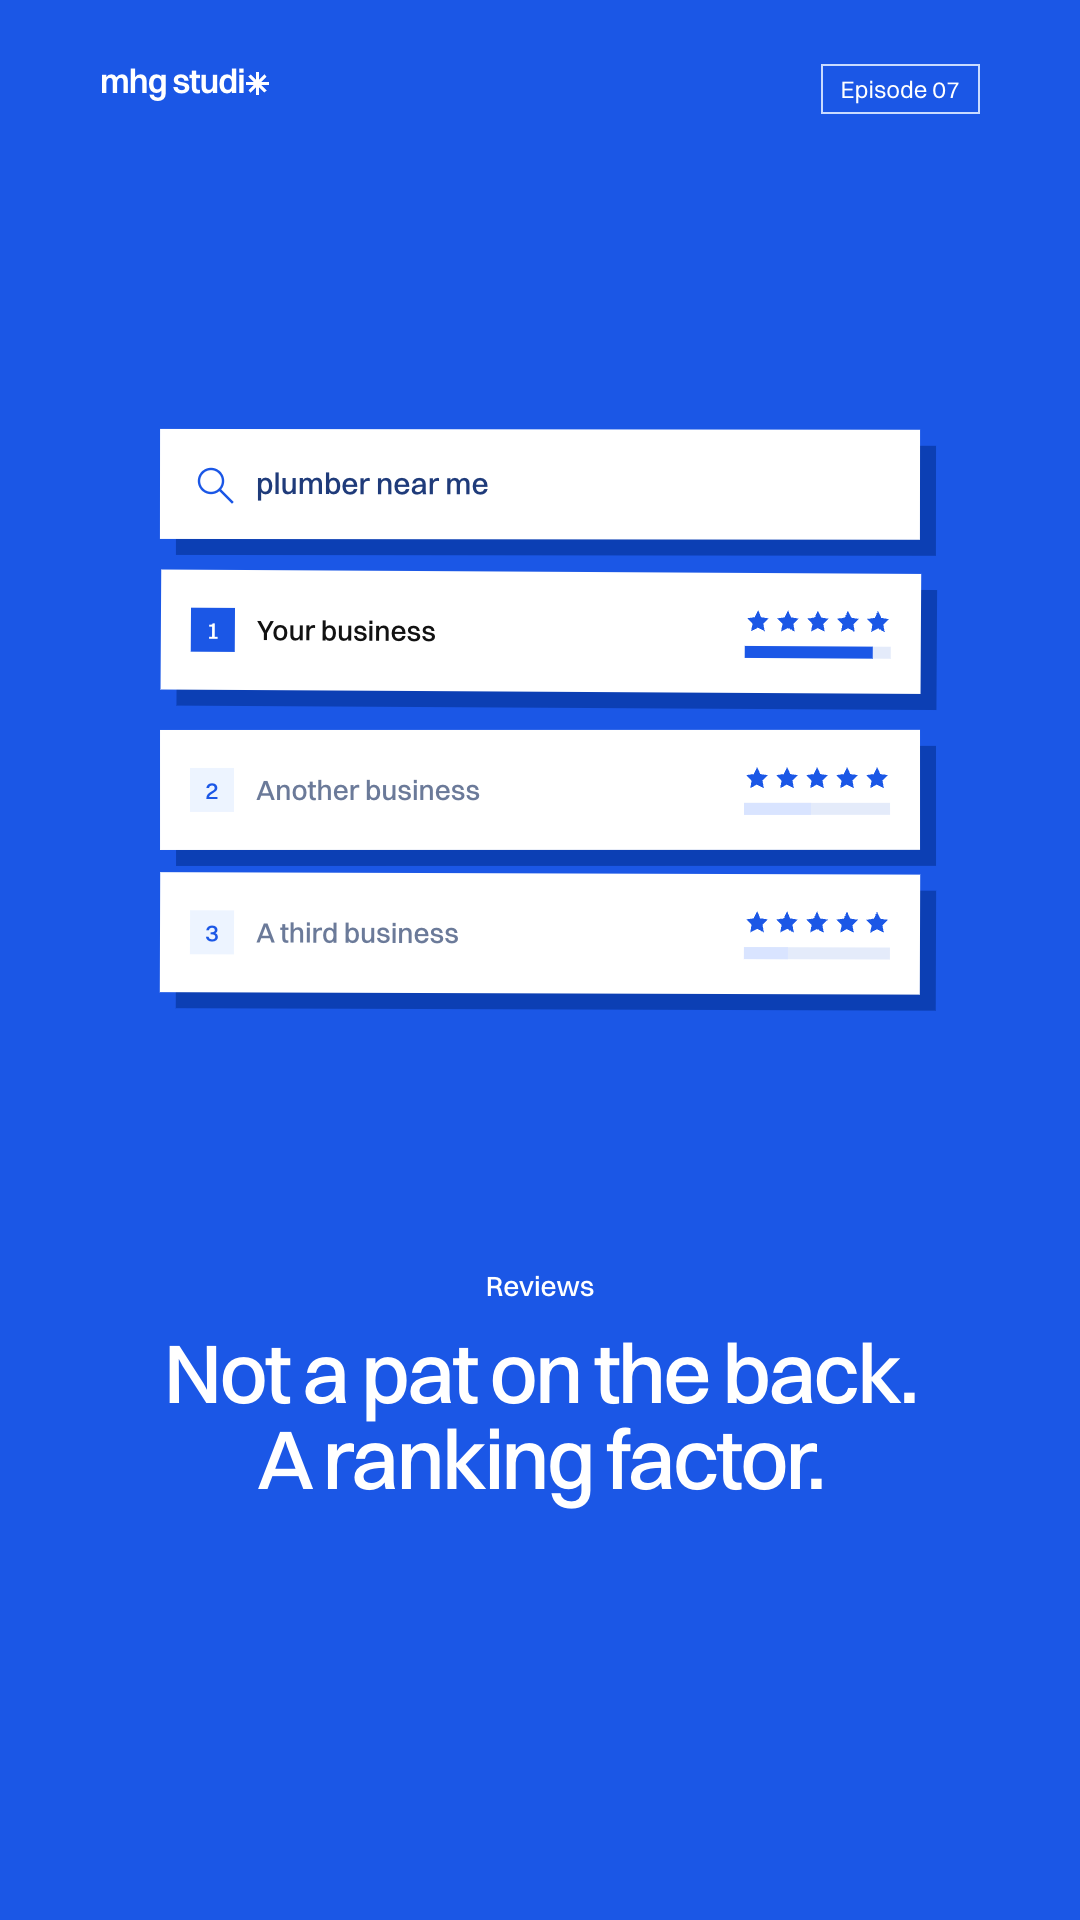 mhg studi*
Episode 07
plumber near me
1 Your business
2 Another business
3 A third business
Reviews
Not a pat on the back.
A ranking factor.